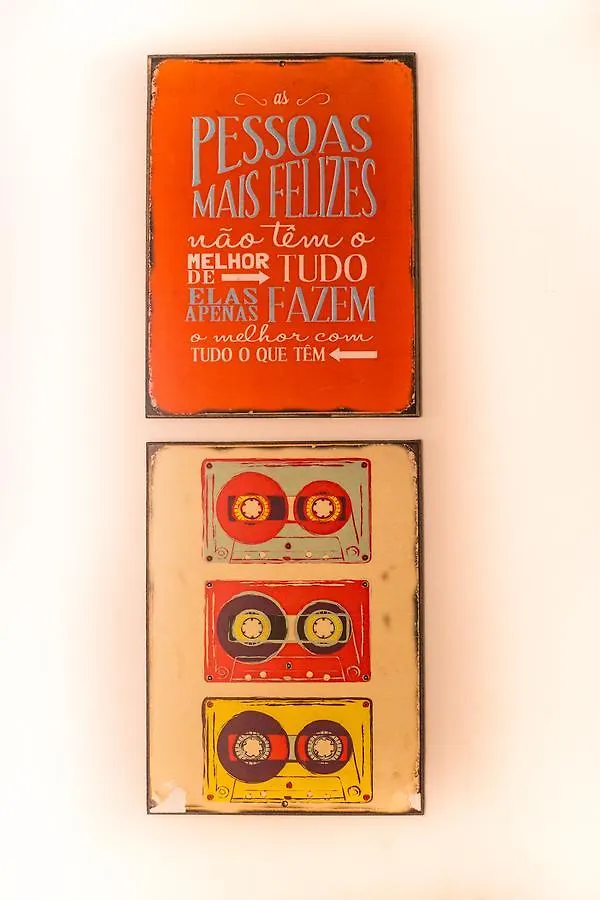 as
PESSOAS
MAIS FELIZES
não têm o
MELHOR
DE TUDO
ELAS
APENAS FAZEM
o melhor com
TUDO O QUE TÊM